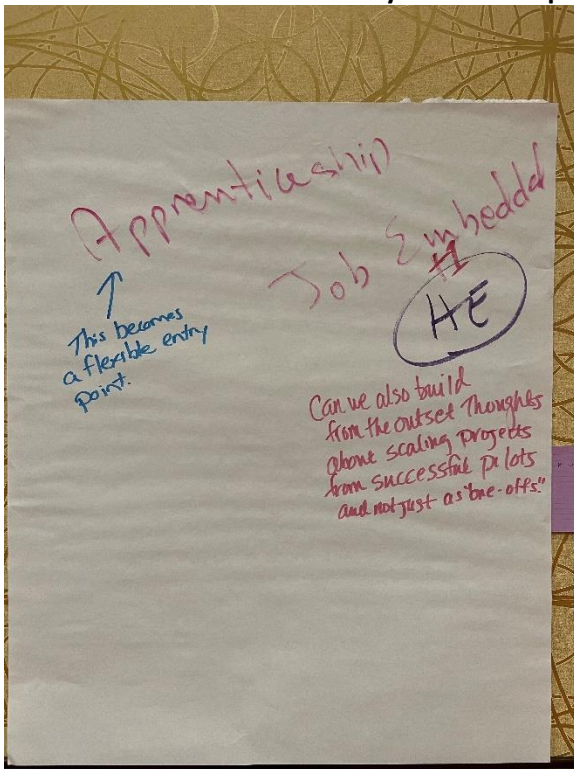 Apprenticeship
Job Embedded
#1
HE
This becomes
a flexible entry
point.
Can we also build
from the outset Thoughts
about scaling projects
from successful pilots
and not just as "one-offs."